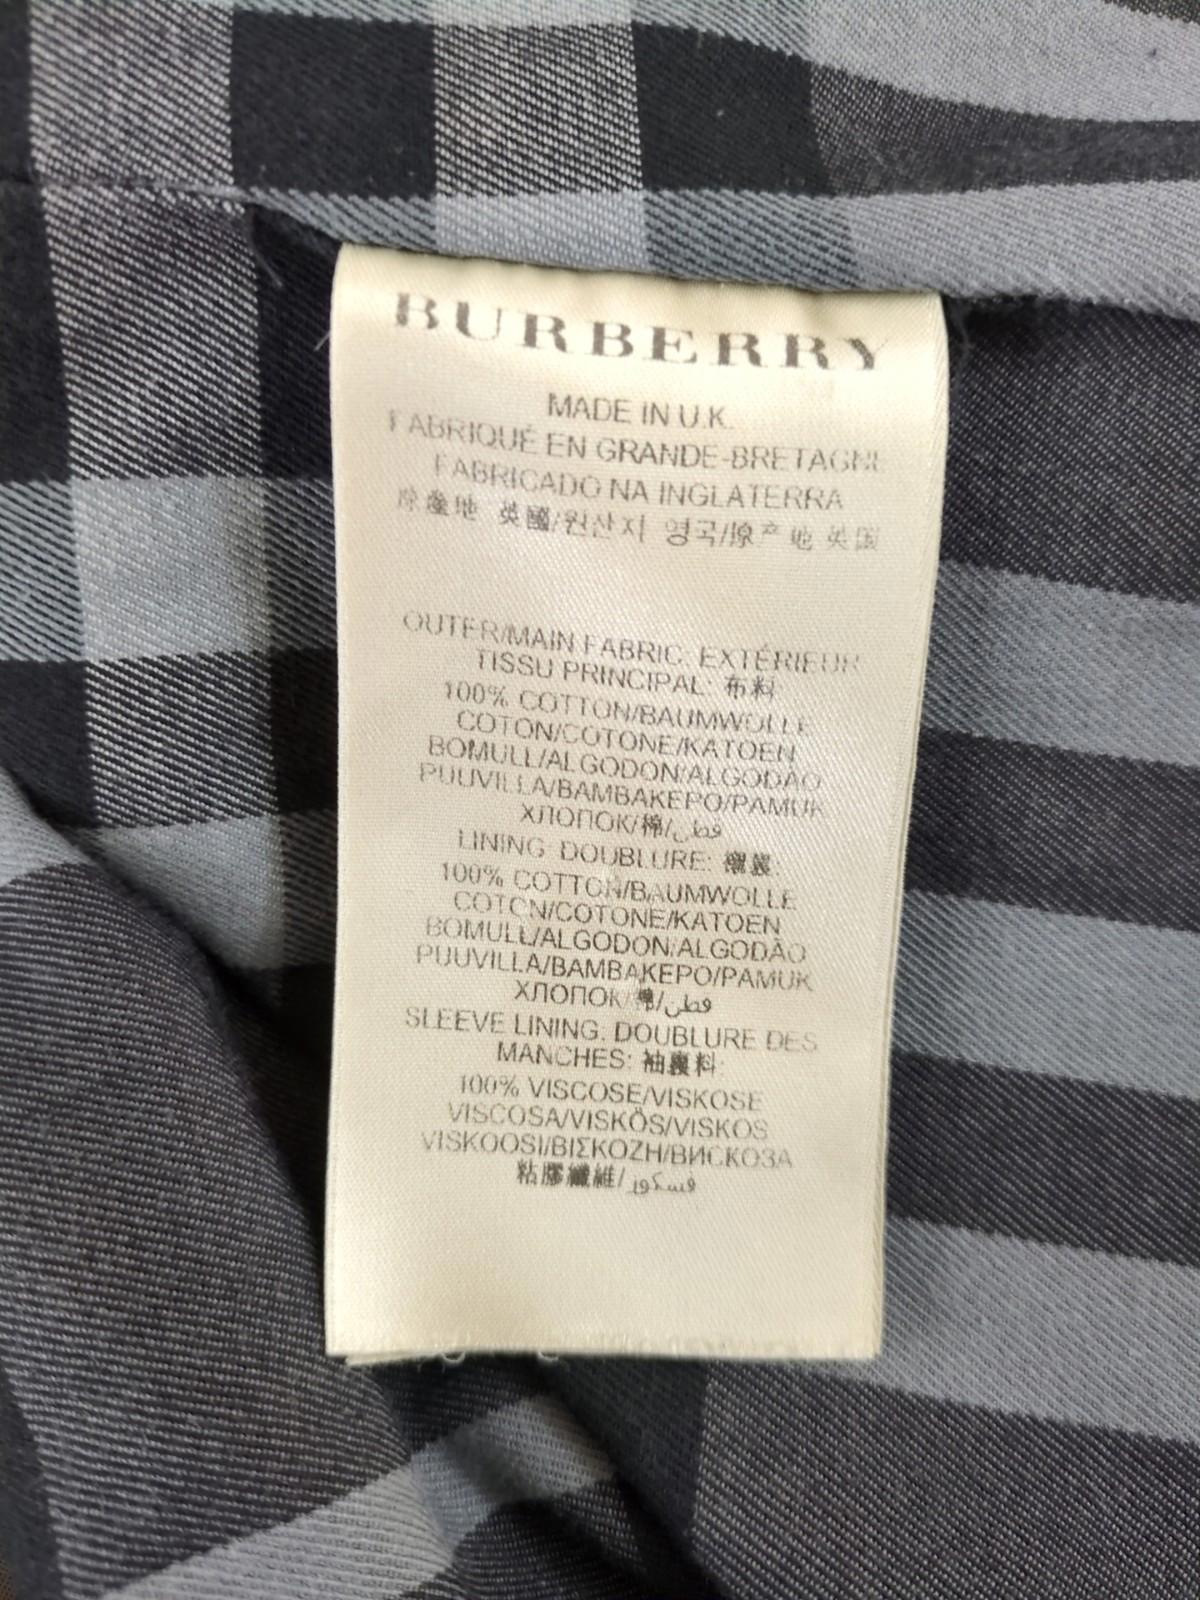 BURBERRY
MADE IN U.K.
FABRIQUÉ EN GRANDE-BRETAGNE
FABRICADO NA INGLATERRA
原產地 英國/원산지 영국/原产地 英国
OUTER/MAIN FABRIC: EXTÉRIEUR
TISSU PRINCIPAL: 布料
100% COTTON/BAUMWOLLE
COTON/COTONE/KATOEN
BOMULL/ALGODON/ALGODÃO
PUUVILLA/BAMBAKEPO/PAMUK
ХЛОПОК/棉/قطن
LINING: DOUBLURE: 襯裏:
100% COTTON/BAUMWOLLE
COTON/COTONE/KATOEN
BOMULL/ALGODON/ALGODÃO
PUUVILLA/BAMBAKEPO/PAMUK
ХЛОПОК/棉/قطن
SLEEVE LINING: DOUBLURE DES
MANCHES: 袖裏料:
100% VISCOSE/VISKOSE
VISCOSA/VISKÖS/VISKOS
VISKOOSI/ΒΙΣΚΟΖΗ/ВИСКОЗА
粘膠纖維/فسكور